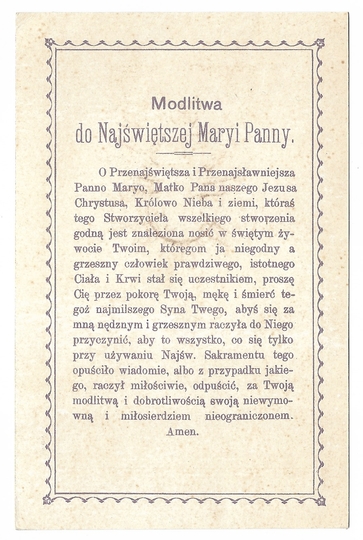 Modlitwa
do Najświętszej Maryi Panny.
O Przenajświętsza i Przenajsławniejsza
Panno Maryo, Matko Pana naszego Jezusa
Chrystusa, Królowo Nieba i ziemi, któraś
tego Stworzyciela wszelkiego stworzenia
godną jest znaleziona nosić w świętym ży-
wocie Twoim, któregom ja niegodny a
grzeszny człowiek prawdziwego, istotnego
Ciała i Krwi stał się uczestnikiem, proszę
Cię przez pokorę Twoją, mękę i śmierć te-
goż najmilszego Syna Twego, abyś się za
mną nędznym i grzesznym raczyła do Niego
przyczynić, aby to wszystko, co się tylko
przy używaniu Najśw. Sakramentu tego
opuściło wiadomie, albo z przypadku jakie-
go, raczył miłościwie, odpuścić, za Twoją
modlitwą i dobrotliwością swoją niewymo-
wną i miłosierdziem nieograniczonem.
Amen.